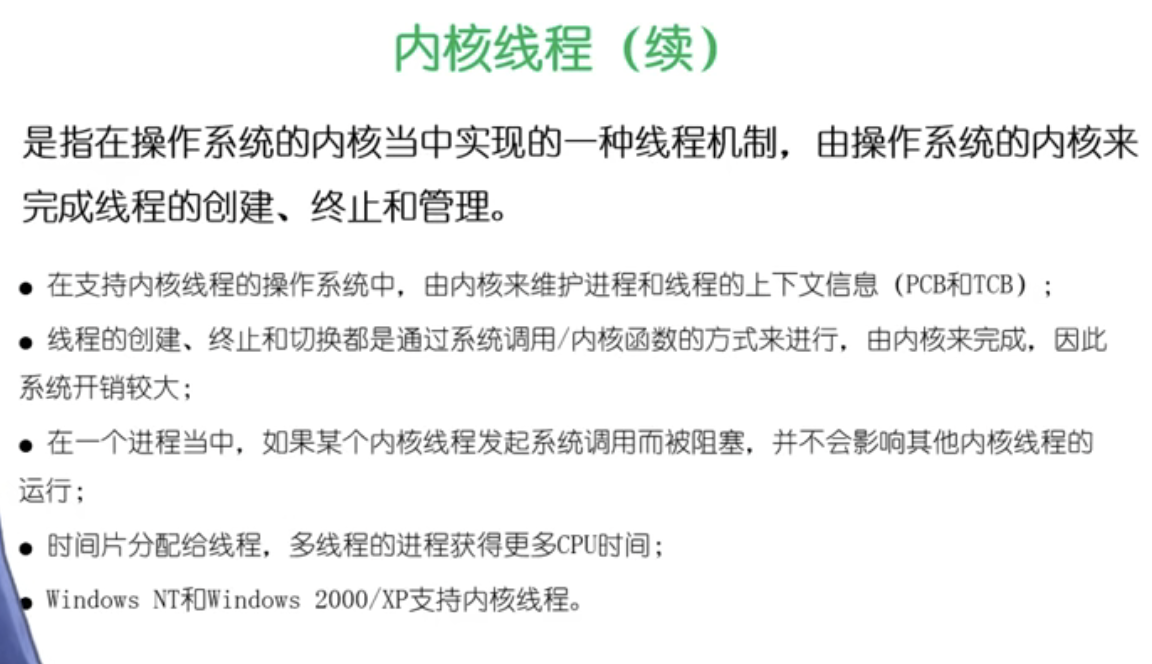 内核线程（续）
是指在操作系统的内核当中实现的一种线程机制，由操作系统的内核来
完成线程的创建、终止和管理。
● 在支持内核线程的操作系统中，由内核来维护进程和线程的上下文信息（PCB和TCB）；
● 线程的创建、终止和切换都是通过系统调用/内核函数的方式来进行，由内核来完成，因此
系统开销较大；
● 在一个进程当中，如果某个内核线程发起系统调用而被阻塞，并不会影响其他内核线程的
运行；
● 时间片分配给线程，多线程的进程获得更多CPU时间；
● Windows NT和Windows 2000/XP支持内核线程。